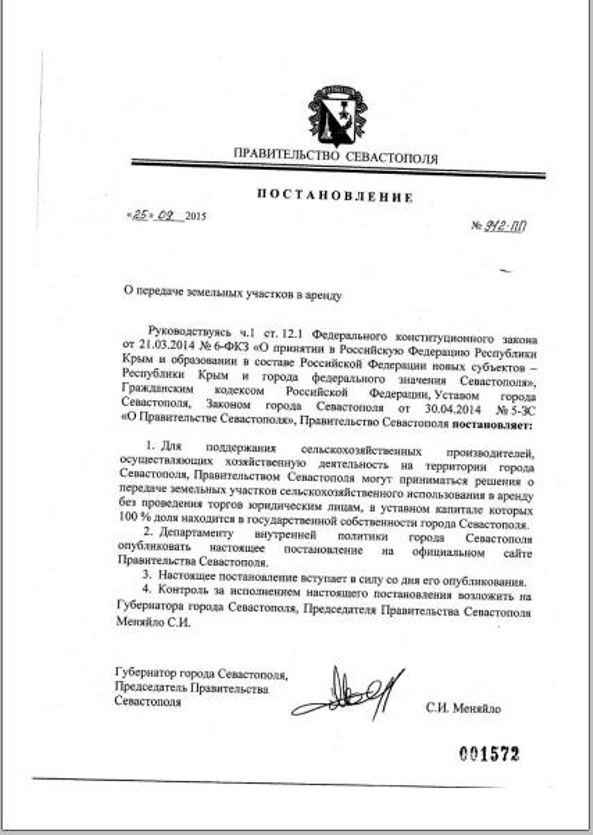 ПРАВИТЕЛЬСТВО СЕВАСТОПОЛЯ
ПОСТАНОВЛЕНИЕ
«25» 09 2015
№ 912-ПП
О передаче земельных участков в аренду
Руководствуясь ч.1 ст. 12.1 Федерального конституционного закона
от 21.03.2014 № 6-ФКЗ «О принятии в Российскую Федерацию Республики
Крым и образовании в составе Российской Федерации новых субъектов –
Республики Крым и города федерального значения Севастополя»,
Гражданским кодексом Российской Федерации, Уставом города
Севастополя, Законом города Севастополя от 30.04.2014 № 5-ЗС
«О Правительстве Севастополя», Правительство Севастополя постановляет:
1. Для поддержания сельскохозяйственных производителей,
осуществляющих хозяйственную деятельность на территории города
Севастополя, Правительством Севастополя могут приниматься решения о
передаче земельных участков сельскохозяйственного использования в аренду
без проведения торгов юридическим лицам, в уставном капитале которых
100 % доля находится в государственной собственности города Севастополя.
2. Департаменту внутренней политики города Севастополя
опубликовать настоящее постановление на официальном сайте
Правительства Севастополя.
3. Настоящее постановление вступает в силу со дня его опубликования.
4. Контроль за исполнением настоящего постановления возложить на
Губернатора города Севастополя, Председателя Правительства Севастополя
Меняйло С.И.
Губернатор города Севастополя,
Председатель Правительства
Севастополя
С.И. Меняйло
001572